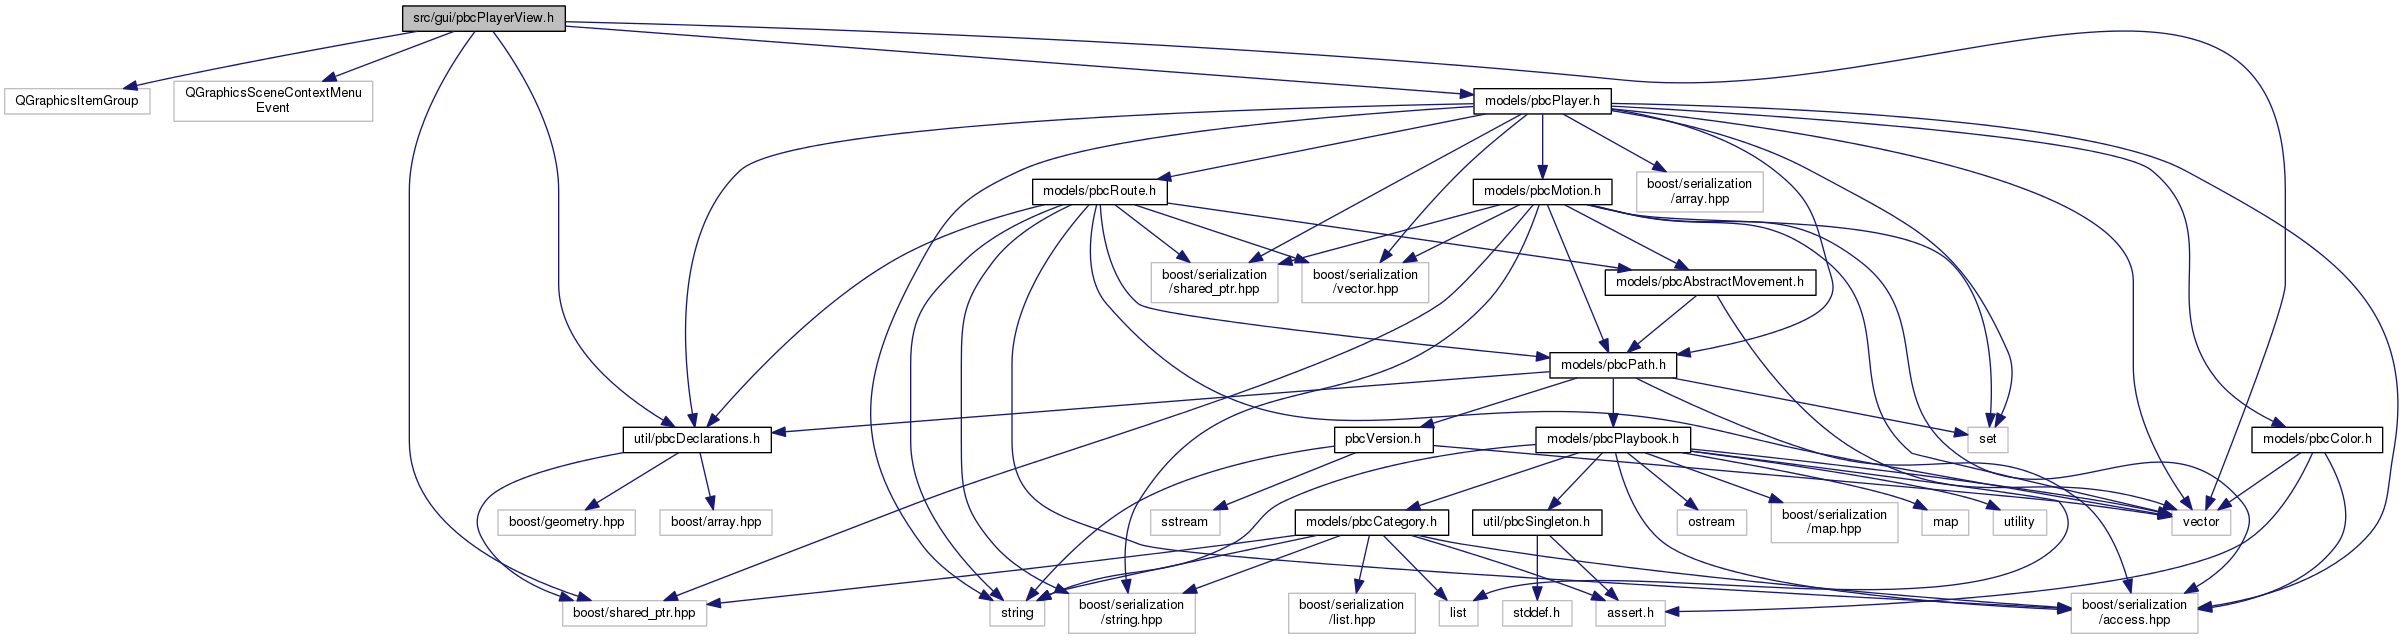 src/gui/pbcPlayerView.h
QGraphicsItemGroup
QGraphicsSceneContextMenu
Event
models/pbcPlayer.h
models/pbcRoute.h
models/pbcMotion.h
boost/serialization
/array.hpp
boost/serialization
/shared_ptr.hpp
boost/serialization
/vector.hpp
models/pbcAbstractMovement.h
models/pbcPath.h
util/pbcDeclarations.h
pbcVersion.h
models/pbcPlaybook.h
set
models/pbcColor.h
boost/geometry.hpp
boost/array.hpp
sstream
models/pbcCategory.h
util/pbcSingleton.h
ostream
boost/serialization
/map.hpp
map
utility
vector
boost/shared_ptr.hpp
string
boost/serialization
/string.hpp
boost/serialization
/list.hpp
list
stddef.h
assert.h
boost/serialization
/access.hpp